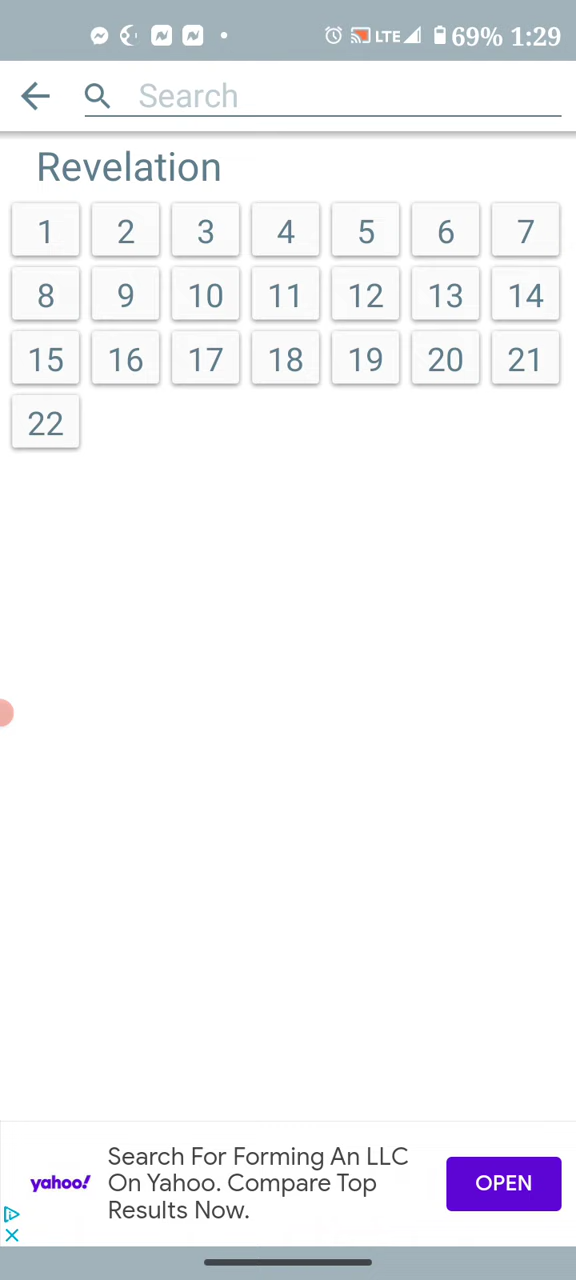 LTE 69% 1:29
Search
Revelation
1 2 3 4 5 6 7
8 9 10 11 12 13 14
15 16 17 18 19 20 21
22
yahoo!
Search For Forming An LLC
On Yahoo. Compare Top
Results Now.
OPEN